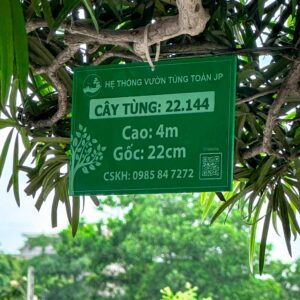 HỆ THỐNG VƯỜN TÙNG TOÀN JP
CÂY TÙNG: 22.144
Cao: 4m
Gốc: 22cm
CSKH: 0985 84 7272